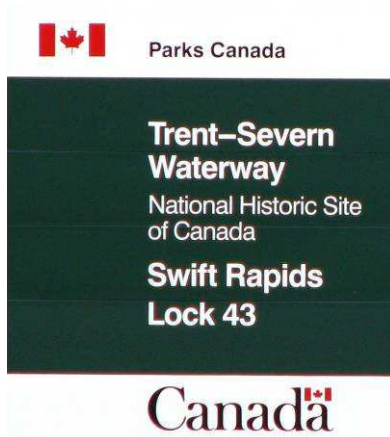 Parks Canada
Trent–Severn
Waterway
National Historic Site
of Canada
Swift Rapids
Lock 43
Canada